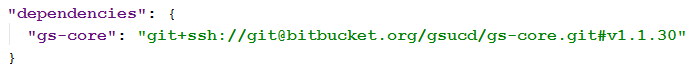 "dependencies": {
"gs-core": "git+ssh://git@bitbucket.org/gsucd/gs-core.git#v1.1.30"
}